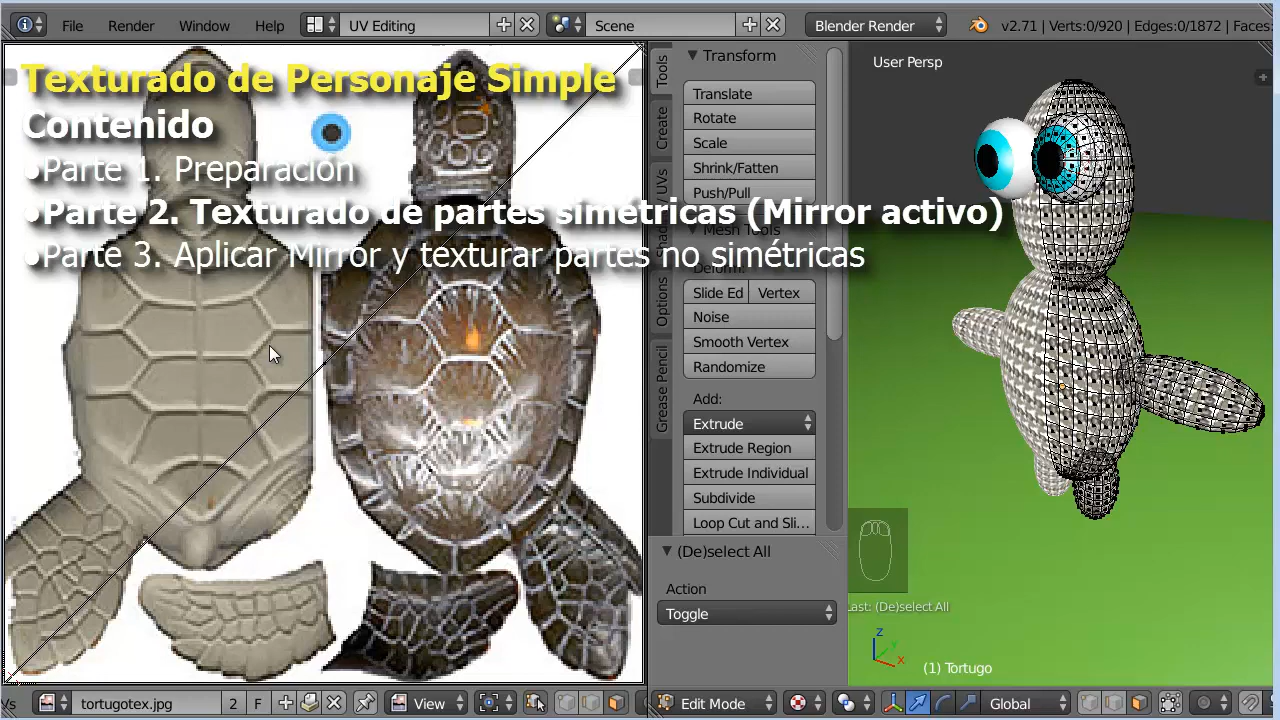 File Render Window Help UV Editing Scene Blender Render v2.71 | Verts:0/920 | Edges:0/1872 | Faces:
Texturado de Personaje Simple
Contenido
•Parte 1. Preparación
•Parte 2. Texturado de partes simétricas (Mirror activo)
•Parte 3. Aplicar Mirror y texturar partes no simétricas
Tools
Create
Options
Grease Pencil
Transform
Translate
Rotate
Scale
Shrink/Fatten
Push/Pull
Mesh Tools
Deform:
Slide Ed Vertex
Noise
Smooth Vertex
Randomize
Add:
Extrude
Extrude Region
Extrude Individual
Subdivide
Loop Cut and Sli...
(De)select All
Action
Toggle
User Persp
Last: (De)select All
z
Y
X
(1) Tortugo
tortugotex.jpg 2 F View Edit Mode Global